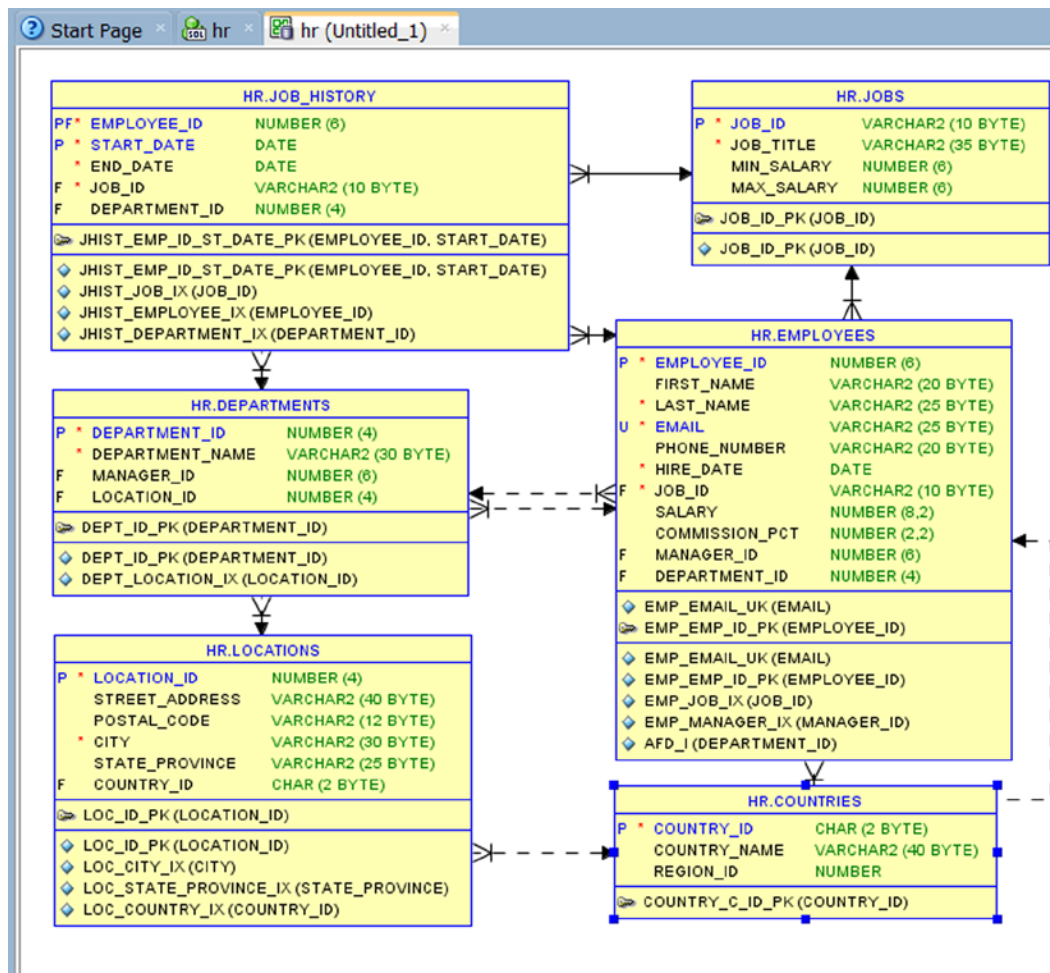 Start Page
hr
hr (Untitled_1)
HR.JOB_HISTORY
PF* EMPLOYEE_ID NUMBER (6)
P * START_DATE DATE
* END_DATE DATE
F * JOB_ID VARCHAR2 (10 BYTE)
F DEPARTMENT_ID NUMBER (4)
JHIST_EMP_ID_ST_DATE_PK (EMPLOYEE_ID, START_DATE)
JHIST_EMP_ID_ST_DATE_PK (EMPLOYEE_ID, START_DATE)
JHIST_JOB_IX (JOB_ID)
JHIST_EMPLOYEE_IX (EMPLOYEE_ID)
JHIST_DEPARTMENT_IX (DEPARTMENT_ID)
HR.JOBS
P * JOB_ID VARCHAR2 (10 BYTE)
* JOB_TITLE VARCHAR2 (35 BYTE)
MIN_SALARY NUMBER (6)
MAX_SALARY NUMBER (6)
JOB_ID_PK (JOB_ID)
JOB_ID_PK (JOB_ID)
HR.EMPLOYEES
P * EMPLOYEE_ID NUMBER (6)
FIRST_NAME VARCHAR2 (20 BYTE)
* LAST_NAME VARCHAR2 (25 BYTE)
U * EMAIL VARCHAR2 (25 BYTE)
PHONE_NUMBER VARCHAR2 (20 BYTE)
* HIRE_DATE DATE
F * JOB_ID VARCHAR2 (10 BYTE)
SALARY NUMBER (8,2)
COMMISSION_PCT NUMBER (2,2)
F MANAGER_ID NUMBER (6)
F DEPARTMENT_ID NUMBER (4)
EMP_EMAIL_UK (EMAIL)
EMP_EMP_ID_PK (EMPLOYEE_ID)
EMP_EMAIL_UK (EMAIL)
EMP_EMP_ID_PK (EMPLOYEE_ID)
EMP_JOB_IX (JOB_ID)
EMP_MANAGER_IX (MANAGER_ID)
AFD_I (DEPARTMENT_ID)
HR.DEPARTMENTS
P * DEPARTMENT_ID NUMBER (4)
* DEPARTMENT_NAME VARCHAR2 (30 BYTE)
F MANAGER_ID NUMBER (6)
F LOCATION_ID NUMBER (4)
DEPT_ID_PK (DEPARTMENT_ID)
DEPT_ID_PK (DEPARTMENT_ID)
DEPT_LOCATION_IX (LOCATION_ID)
HR.LOCATIONS
P * LOCATION_ID NUMBER (4)
STREET_ADDRESS VARCHAR2 (40 BYTE)
POSTAL_CODE VARCHAR2 (12 BYTE)
* CITY VARCHAR2 (30 BYTE)
STATE_PROVINCE VARCHAR2 (25 BYTE)
F COUNTRY_ID CHAR (2 BYTE)
LOC_ID_PK (LOCATION_ID)
LOC_ID_PK (LOCATION_ID)
LOC_CITY_IX (CITY)
LOC_STATE_PROVINCE_IX (STATE_PROVINCE)
LOC_COUNTRY_IX (COUNTRY_ID)
HR.COUNTRIES
P * COUNTRY_ID CHAR (2 BYTE)
COUNTRY_NAME VARCHAR2 (40 BYTE)
REGION_ID NUMBER
COUNTRY_C_ID_PK (COUNTRY_ID)